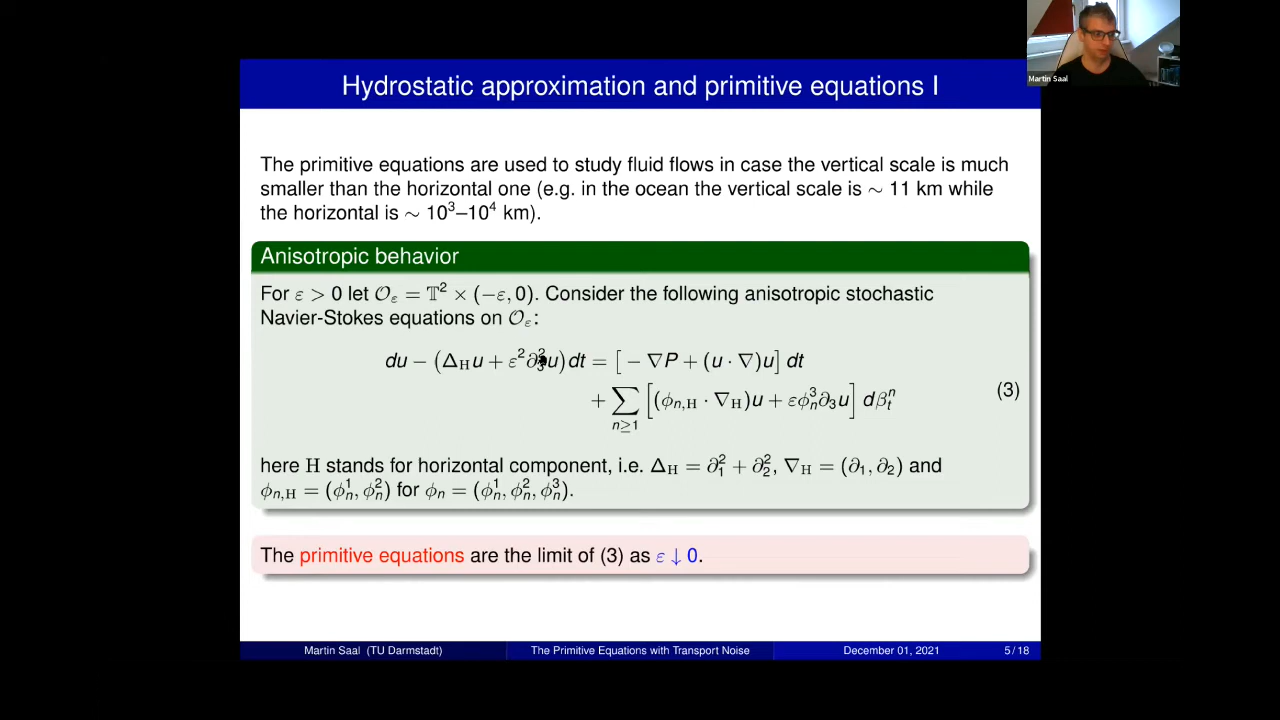 Martin Saal
Hydrostatic approximation and primitive equations I
The primitive equations are used to study fluid flows in case the vertical scale is much
smaller than the horizontal one (e.g. in the ocean the vertical scale is ∼ 11 km while
the horizontal is ∼ 10³–10⁴ km).
Anisotropic behavior
For ε > 0 let 𝒪_ε = 𝕋² × (−ε, 0). Consider the following anisotropic stochastic
Navier-Stokes equations on 𝒪_ε:
du − (Δ_H u + ε²∂₃²u) dt = [ − ∇P + (u · ∇)u] dt
+ ∑_{n≥1} [(ϕ_{n,H} · ∇_H)u + εϕ_n³∂₃u] dβ_t^n (3)
here H stands for horizontal component, i.e. Δ_H = ∂₁² + ∂₂², ∇_H = (∂₁, ∂₂) and
ϕ_{n,H} = (ϕ_n¹, ϕ_n²) for ϕ_n = (ϕ_n¹, ϕ_n², ϕ_n³).
The primitive equations are the limit of (3) as ε ↓ 0.
Martin Saal (TU Darmstadt) The Primitive Equations with Transport Noise December 01, 2021 5 / 18